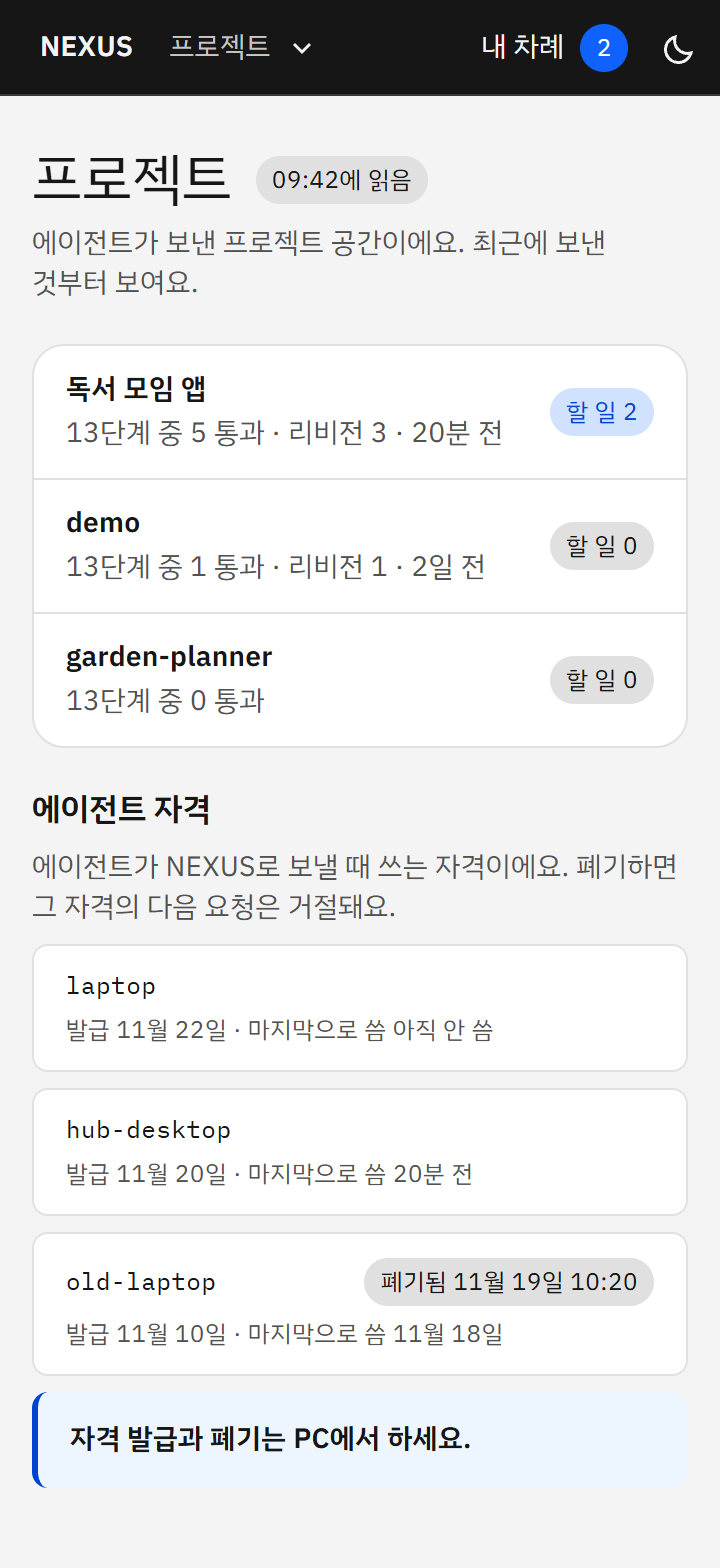 NEXUS 프로젝트 내 차례 2
프로젝트 09:42에 읽음
에이전트가 보낸 프로젝트 공간이에요. 최근에 보낸
것부터 보여요.
독서 모임 앱
13단계 중 5 통과 · 리비전 3 · 20분 전
할 일 2
demo
13단계 중 1 통과 · 리비전 1 · 2일 전
할 일 0
garden-planner
13단계 중 0 통과
할 일 0
에이전트 자격
에이전트가 NEXUS로 보낼 때 쓰는 자격이에요. 폐기하면
그 자격의 다음 요청은 거절돼요.
laptop
발급 11월 22일 · 마지막으로 씀 아직 안 씀
hub-desktop
발급 11월 20일 · 마지막으로 씀 20분 전
old-laptop 폐기됨 11월 19일 10:20
발급 11월 10일 · 마지막으로 씀 11월 18일
자격 발급과 폐기는 PC에서 하세요.